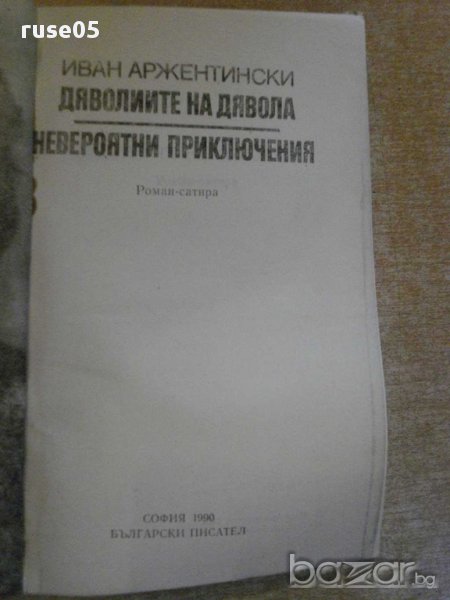 ruse05
ИВАН АРЖЕНТИНСКИ
ДЯВОЛИИТЕ НА ДЯВОЛА
НЕВЕРОЯТНИ ПРИКЛЮЧЕНИЯ
Роман-сатира
СОФИЯ 1990
БЪЛГАРСКИ ПИСАТЕЛ
bazar.bg